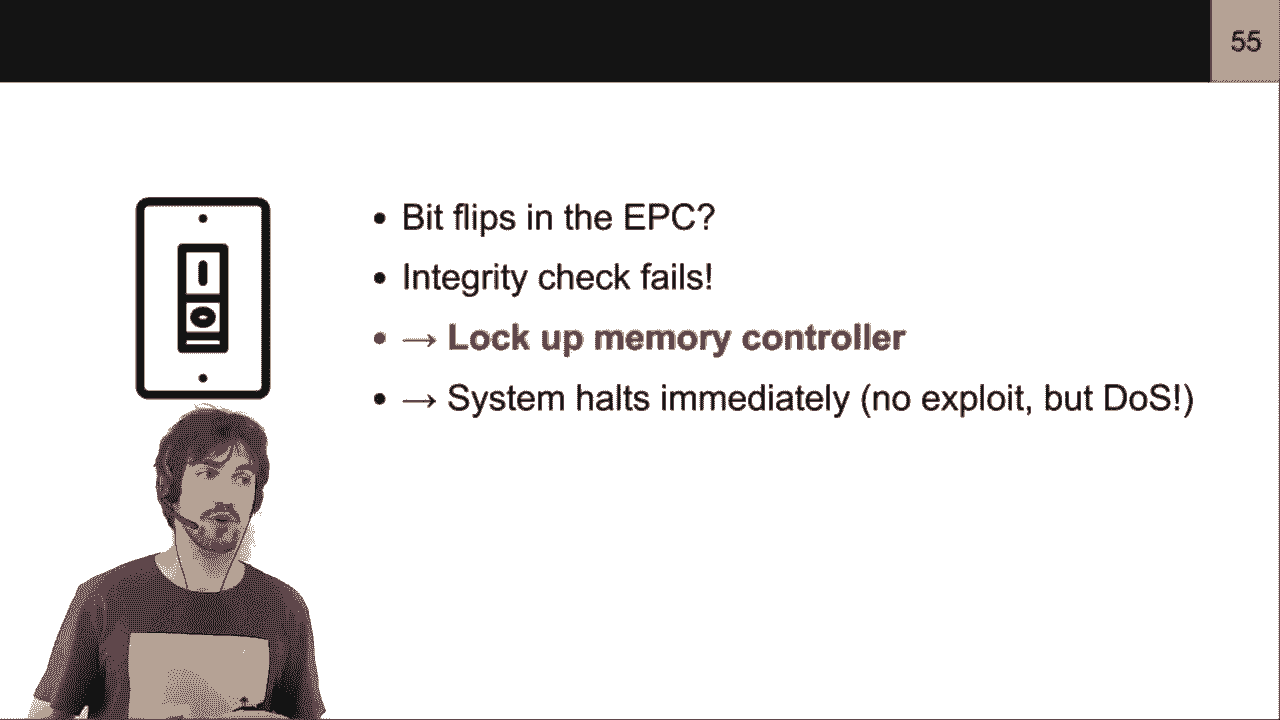 55
• Bit flips in the EPC?
• Integrity check fails!
• → Lock up memory controller
• → System halts immediately (no exploit, but DoS!)